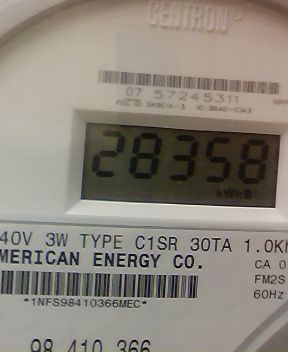 CENTRON®
07 57245311
28358
kWh
40V 3W TYPE C1SR 30TA 1.0K
MERICAN ENERGY CO.
CA 0
FM2S
60Hz
*1NFS98410366MEC*
98 410 366